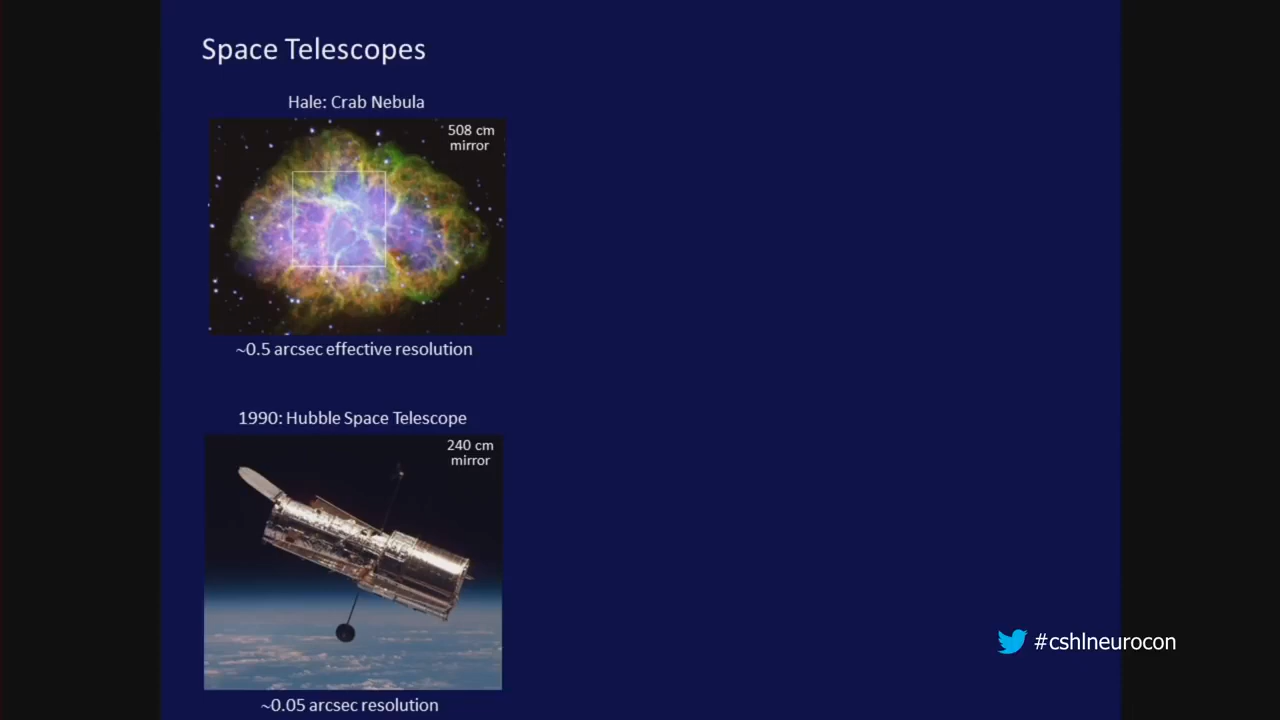 Space Telescopes
Hale: Crab Nebula
508 cm
mirror
~0.5 arcsec effective resolution
1990: Hubble Space Telescope
240 cm
mirror
~0.05 arcsec resolution
#cshlneurocon